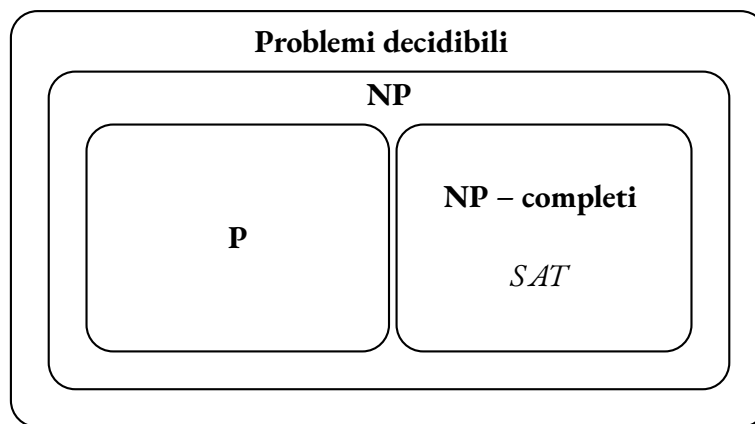 Problemi decidibili
NP
P
NP – completi
SAT